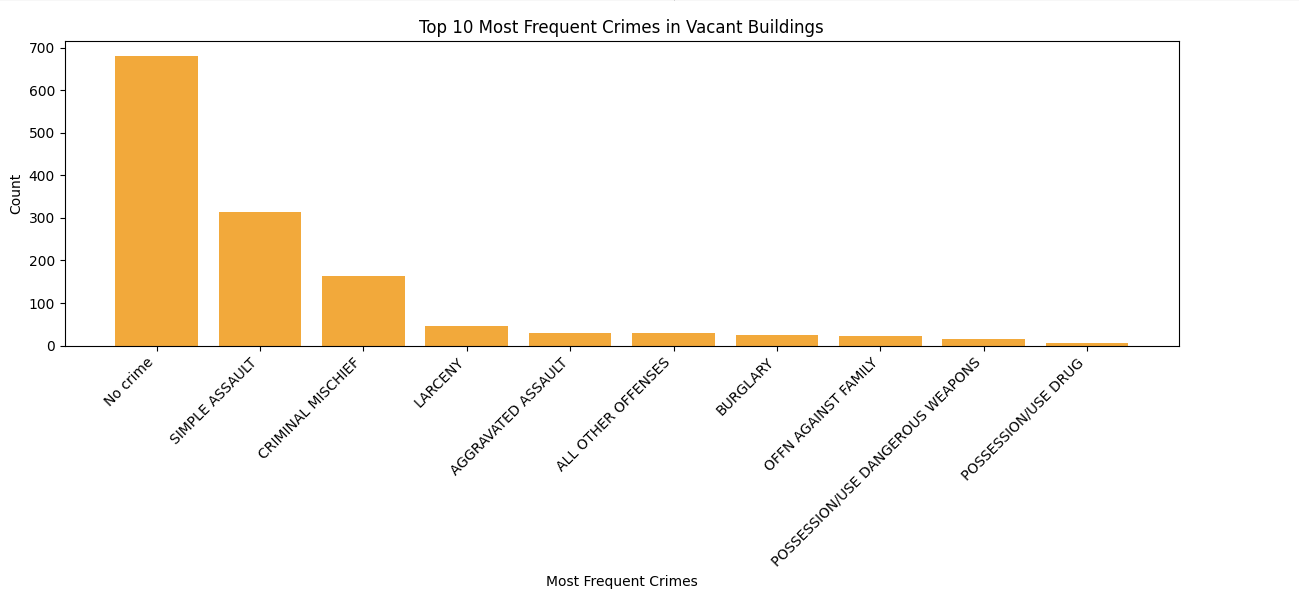 Top 10 Most Frequent Crimes in Vacant Buildings
700
600
500
400
300
200
100
0
Count
No crime
SIMPLE ASSAULT
CRIMINAL MISCHIEF
LARCENY
AGGRAVATED ASSAULT
ALL OTHER OFFENSES
BURGLARY
OFFN AGAINST FAMILY
POSSESSION/USE DANGEROUS WEAPONS
POSSESSION/USE DRUG
Most Frequent Crimes